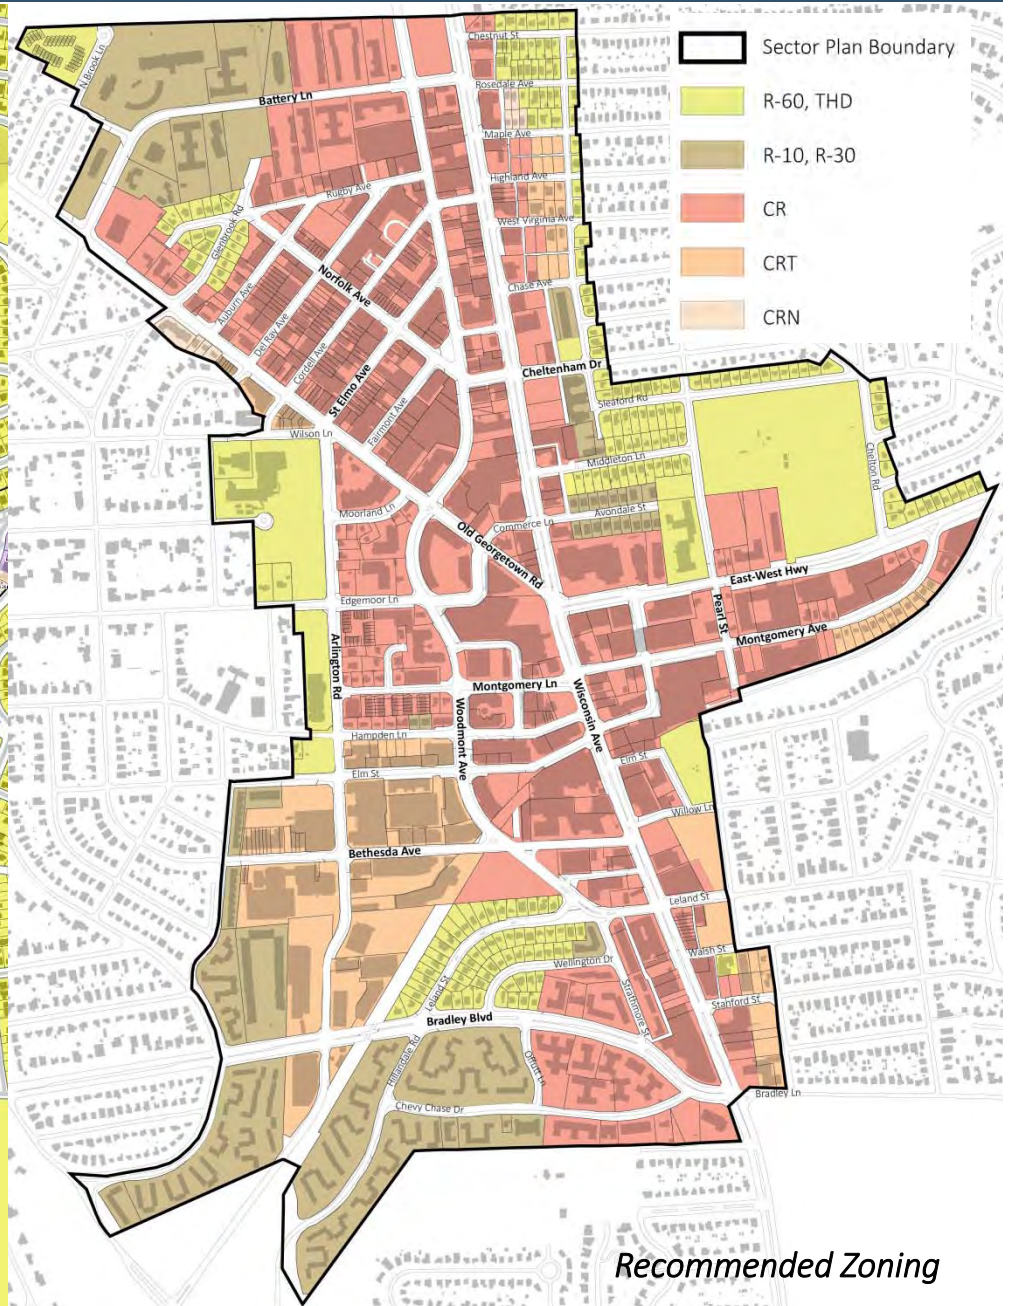 Sector Plan Boundary
R-60, THD
R-10, R-30
CR
CRT
CRN
Chestnut St
N Brook Ln
Rosedale Ave
Battery Ln
Maple Ave
Highland Ave
Rugby Ave
West Virginia Ave
Glenbrook Rd
Norfolk Ave
Chase Ave
Auburn Ave
Del Ray Ave
Cordell Ave
St Elmo Ave
Cheltenham Dr
Fairmont Ave
Sleaford Rd
Wilson Ln
Middleton Ln
Chelton Rd
Moorland Ln
Avondale St
Commerce Ln
Old Georgetown Rd
East-West Hwy
Edgemoor Ln
Pearl St
Montgomery Ave
Arlington Rd
Montgomery Ln
Wisconsin Ave
Woodmont Ave
Hampden Ln
Elm St
Elm St
Willow Ln
Bethesda Ave
Leland St
Walsh St
Wellington Dr
Leland St
Strathmore St
Stanford St
Bradley Blvd
Hillandale Rd
Offutt Ln
Bradley Ln
Chevy Chase Dr
Recommended Zoning